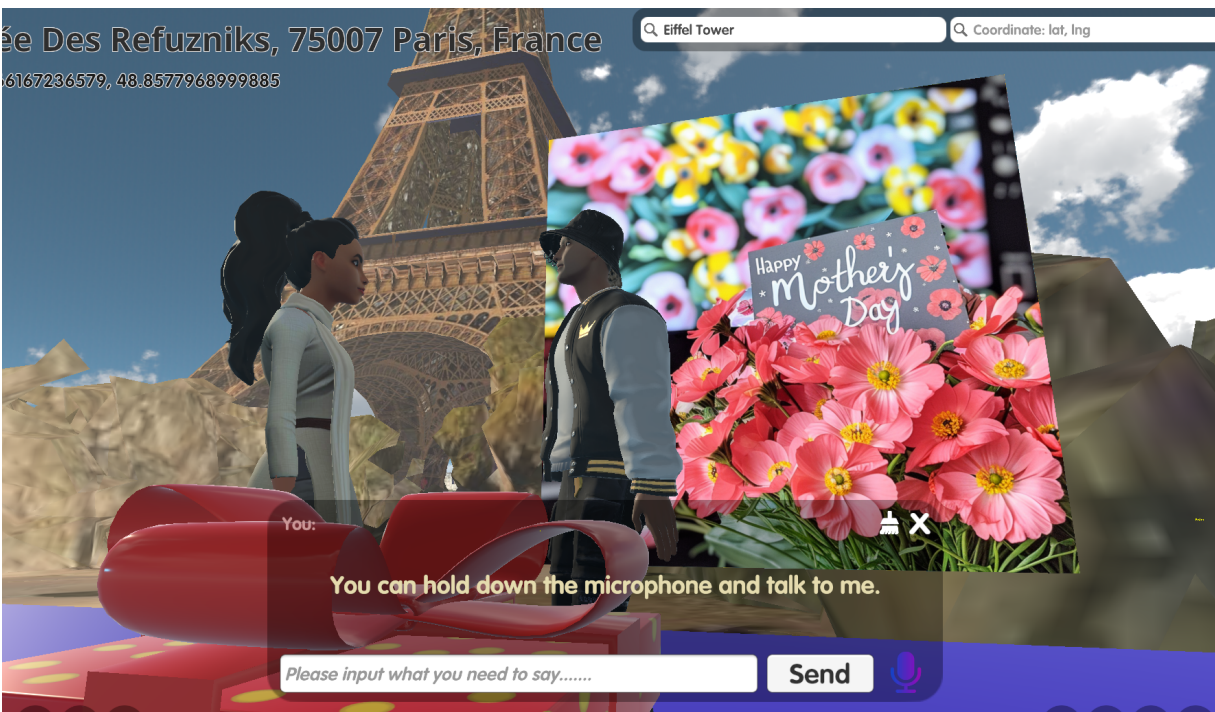 ée Des Refuzniks, 75007 Paris, France
Eiffel Tower
Coordinate: lat, lng
66167236579, 48.8577968999885
Happy
Mother's
Day
You:
X
You can hold down the microphone and talk to me.
Please input what you need to say.......
Send